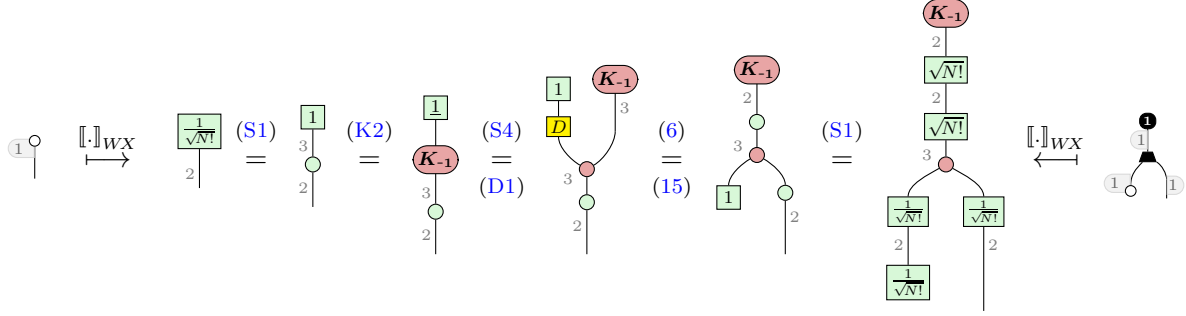 1
⟦.⟧WX
⟼
1/√N!
2
(S1)
=
1
3
2
(K2)
=
1
K-1
3
2
(S4)
=
(D1)
1
D
K-1
3
3
2
(6)
=
(15)
K-1
2
3
1
2
(S1)
=
K-1
2
√N!
2
√N!
3
1/√N!
1/√N!
2
2
1/√N!
⟦.⟧WX
⟻
1
1
1
1